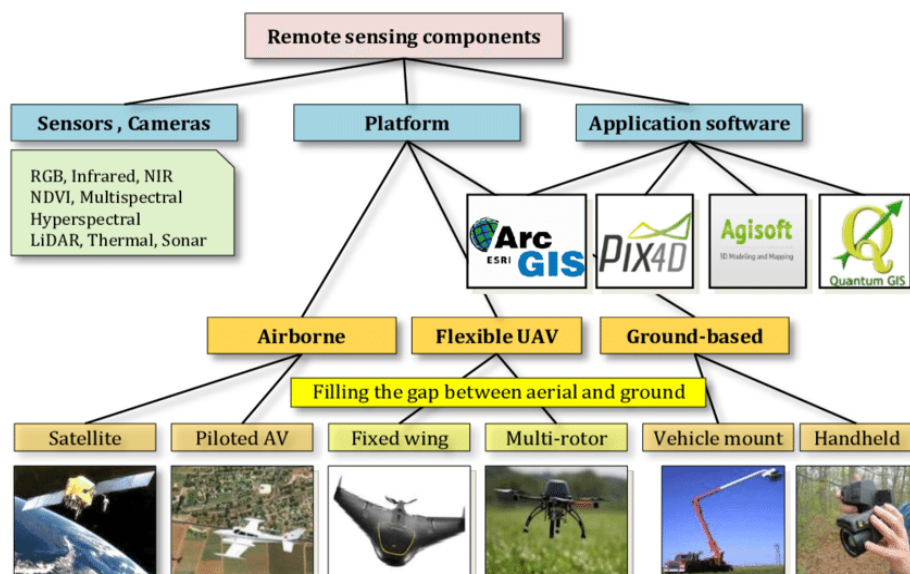 Remote sensing components
Sensors , Cameras
Platform
Application software
RGB, Infrared, NIR
NDVI, Multispectral
Hyperspectral
LiDAR, Thermal, Sonar
Arc
ESRI GIS
PIX4D
Agisoft
3D Modeling and Mapping
Q
Quantum GIS
Airborne
Flexible UAV
Ground-based
Filling the gap between aerial and ground
Satellite
Piloted AV
Fixed wing
Multi-rotor
Vehicle mount
Handheld